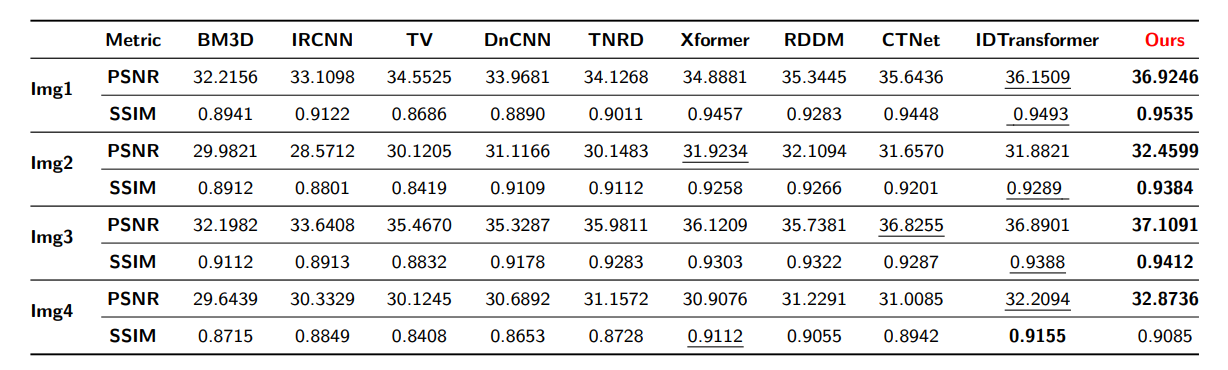 Metric BM3D IRCNN TV DnCNN TNRD Xformer RDDM CTNet IDTransformer Ours
Img1 PSNR 32.2156 33.1098 34.5525 33.9681 34.1268 34.8881 35.3445 35.6436 36.1509 36.9246
SSIM 0.8941 0.9122 0.8686 0.8890 0.9011 0.9457 0.9283 0.9448 0.9493 0.9535
Img2 PSNR 29.9821 28.5712 30.1205 31.1166 30.1483 31.9234 32.1094 31.6570 31.8821 32.4599
SSIM 0.8912 0.8801 0.8419 0.9109 0.9112 0.9258 0.9266 0.9201 0.9289 0.9384
Img3 PSNR 32.1982 33.6408 35.4670 35.3287 35.9811 36.1209 35.7381 36.8255 36.8901 37.1091
SSIM 0.9112 0.8913 0.8832 0.9178 0.9283 0.9303 0.9322 0.9287 0.9388 0.9412
Img4 PSNR 29.6439 30.3329 30.1245 30.6892 31.1572 30.9076 31.2291 31.0085 32.2094 32.8736
SSIM 0.8715 0.8849 0.8408 0.8653 0.8728 0.9112 0.9055 0.8942 0.9155 0.9085